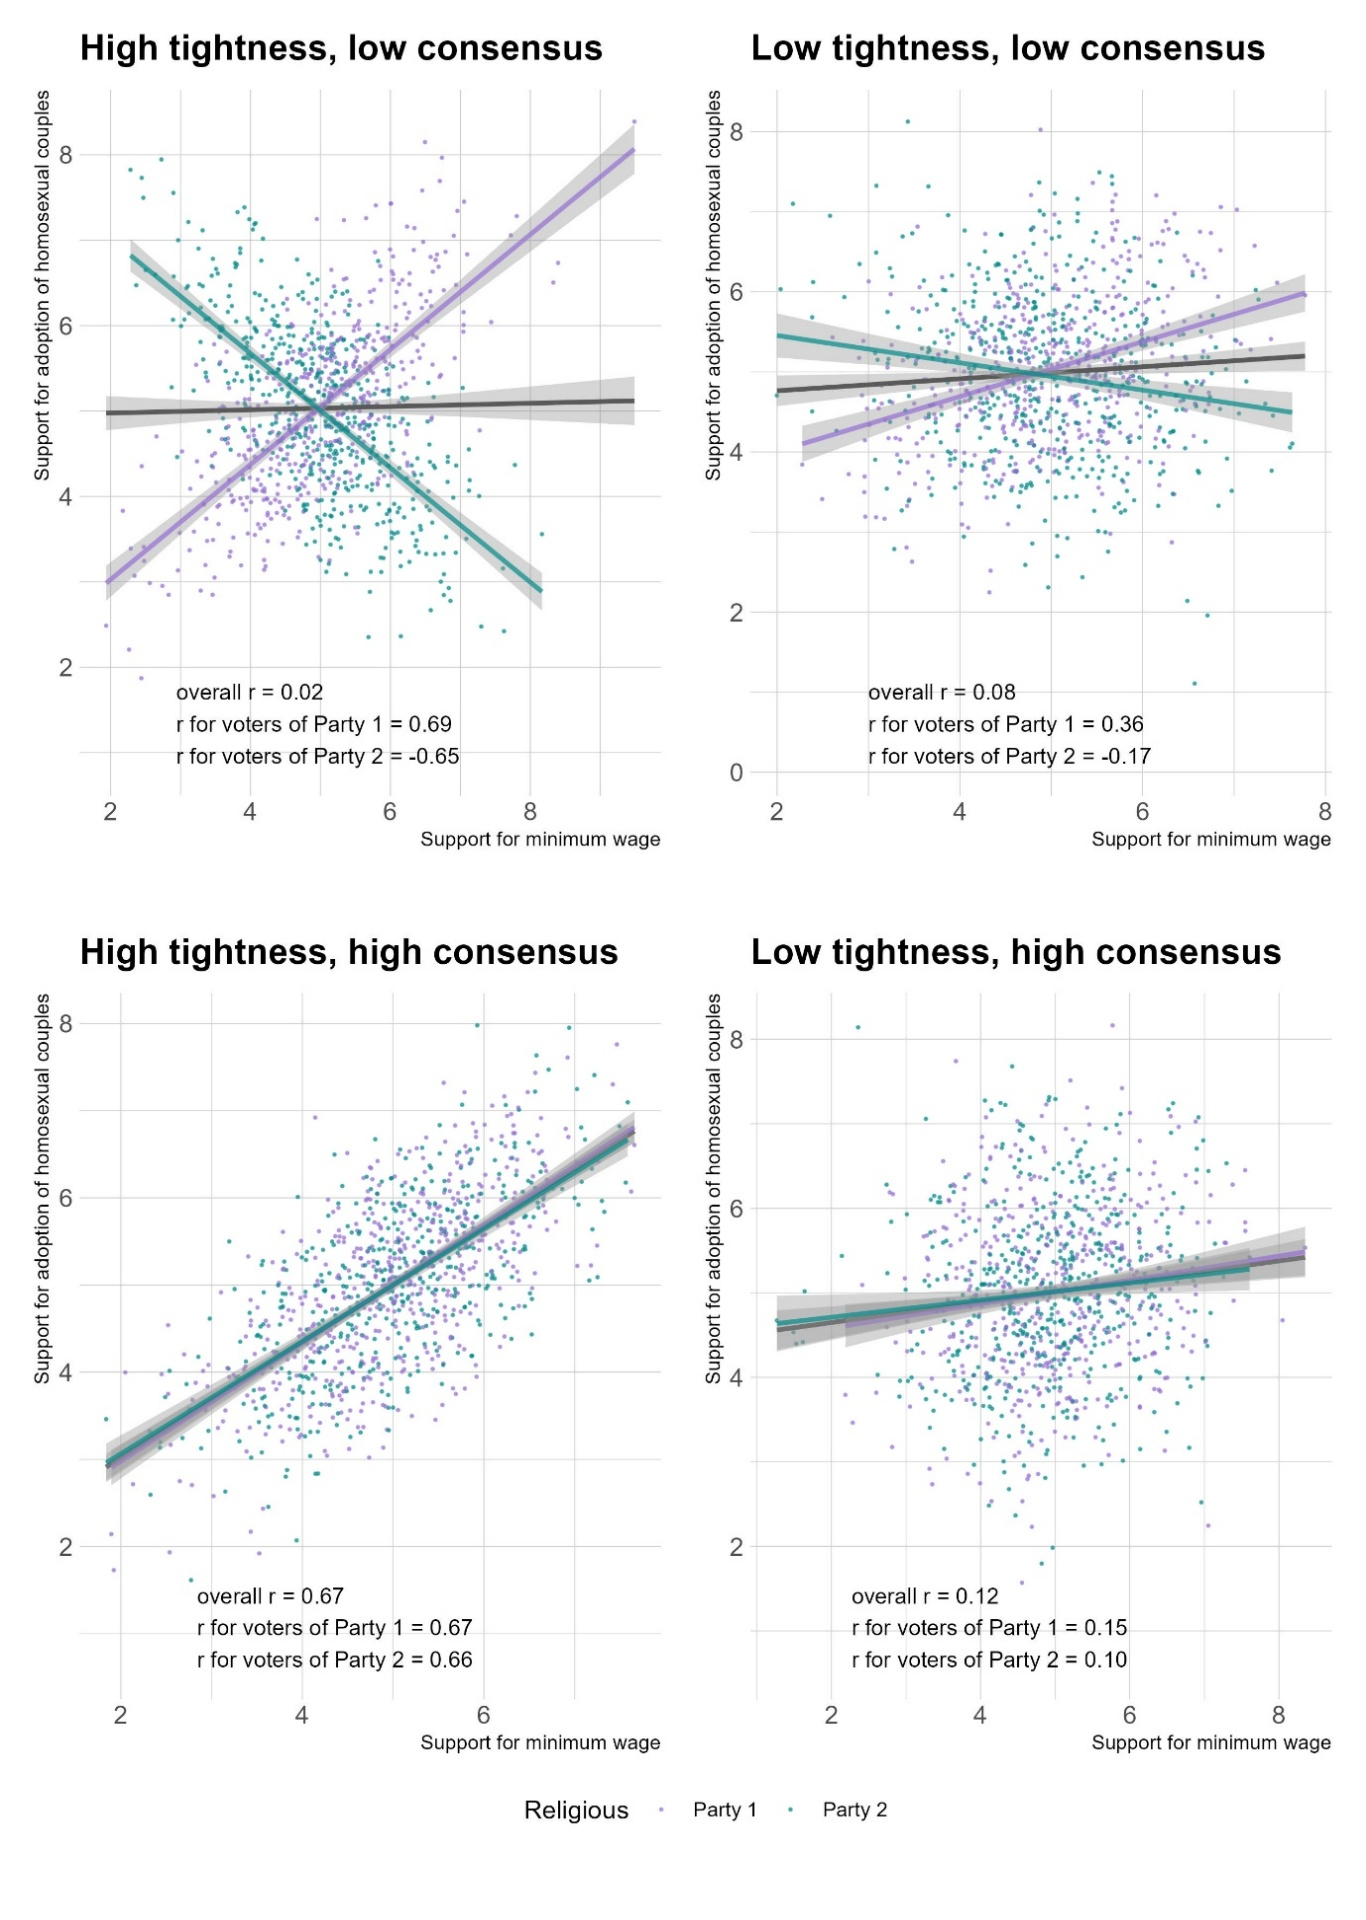 High tightness, low consensus
Support for adoption of homosexual couples
8
6
4
2
overall r = 0.02
r for voters of Party 1 = 0.69
r for voters of Party 2 = -0.65
2 4 6 8
Support for minimum wage
Low tightness, low consensus
Support for adoption of homosexual couples
8
6
4
2
0
overall r = 0.08
r for voters of Party 1 = 0.36
r for voters of Party 2 = -0.17
2 4 6 8
Support for minimum wage
High tightness, high consensus
Support for adoption of homosexual couples
8
6
4
2
overall r = 0.67
r for voters of Party 1 = 0.67
r for voters of Party 2 = 0.66
2 4 6
Support for minimum wage
Low tightness, high consensus
Support for adoption of homosexual couples
8
6
4
2
overall r = 0.12
r for voters of Party 1 = 0.15
r for voters of Party 2 = 0.10
2 4 6 8
Support for minimum wage
Religious Party 1 Party 2